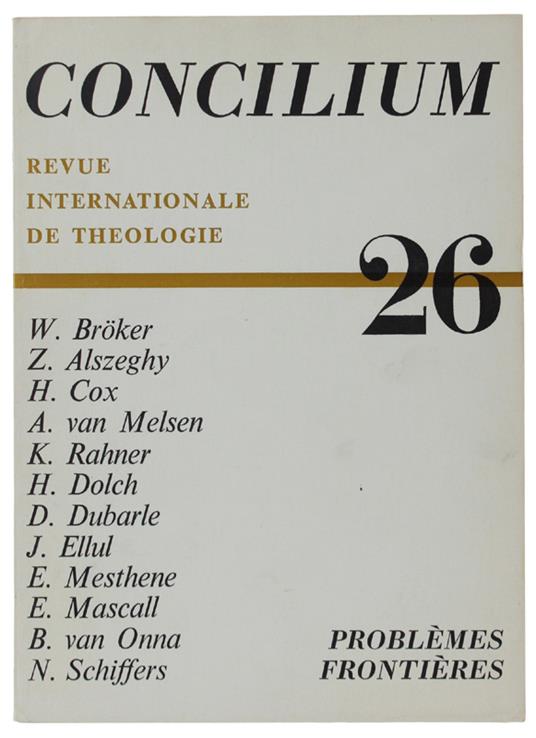 CONCILIUM
REVUE
INTERNATIONALE
DE THEOLOGIE
26
W. Bröker
Z. Alszeghy
H. Cox
A. van Melsen
K. Rahner
H. Dolch
D. Dubarle
J. Ellul
E. Mesthene
E. Mascall
B. van Onna
N. Schiffers
PROBLÈMES
FRONTIÈRES